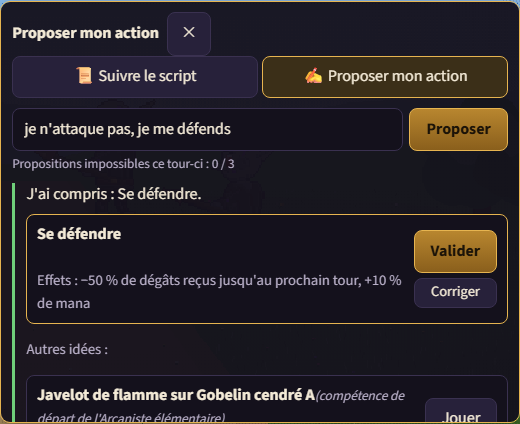 Proposer mon action ×
📜 Suivre le script ✍️ Proposer mon action
je n'attaque pas, je me défends Proposer
Propositions impossibles ce tour-ci : 0 / 3
J'ai compris : Se défendre.
Se défendre
Valider
Effets : −50 % de dégâts reçus jusqu'au prochain tour, +10 %
de mana
Corriger
Autres idées :
Javelot de flamme sur Gobelin cendré A(compétence de
départ de l'Arcaniste élémentaire)
Jouer